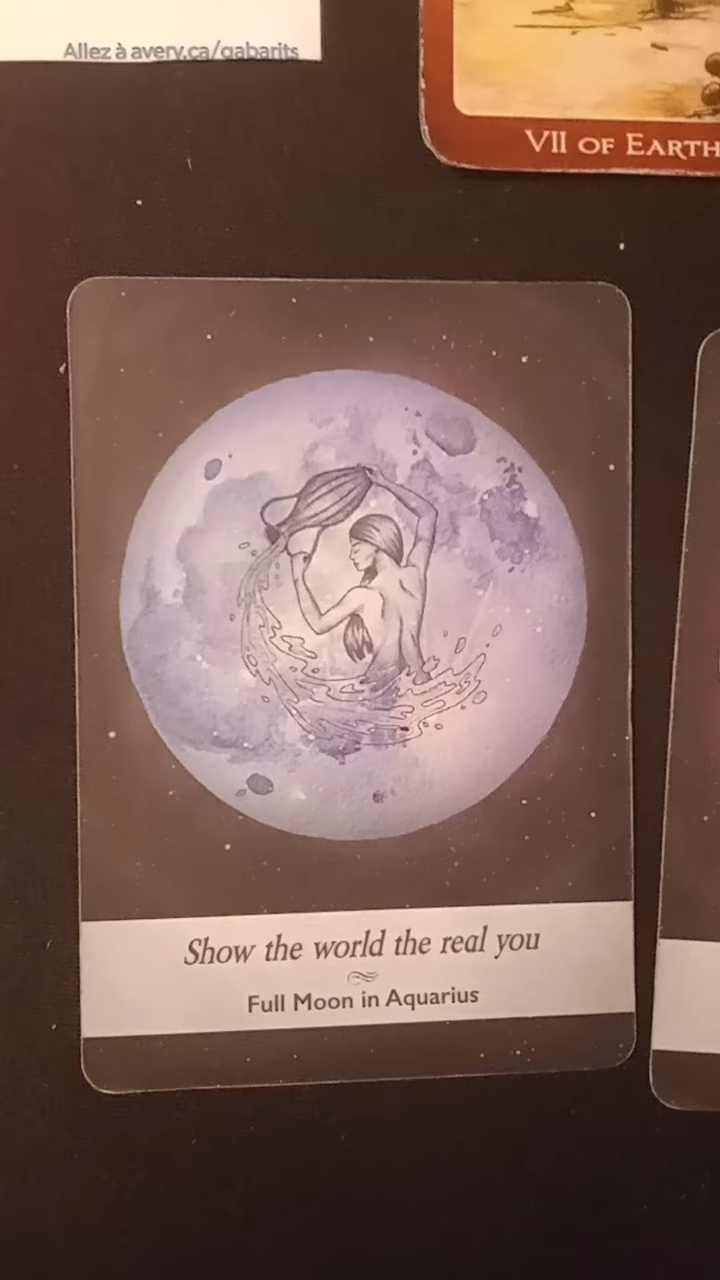 Allez à avery.ca/gabarits
VII OF EARTH
Show the world the real you
Full Moon in Aquarius